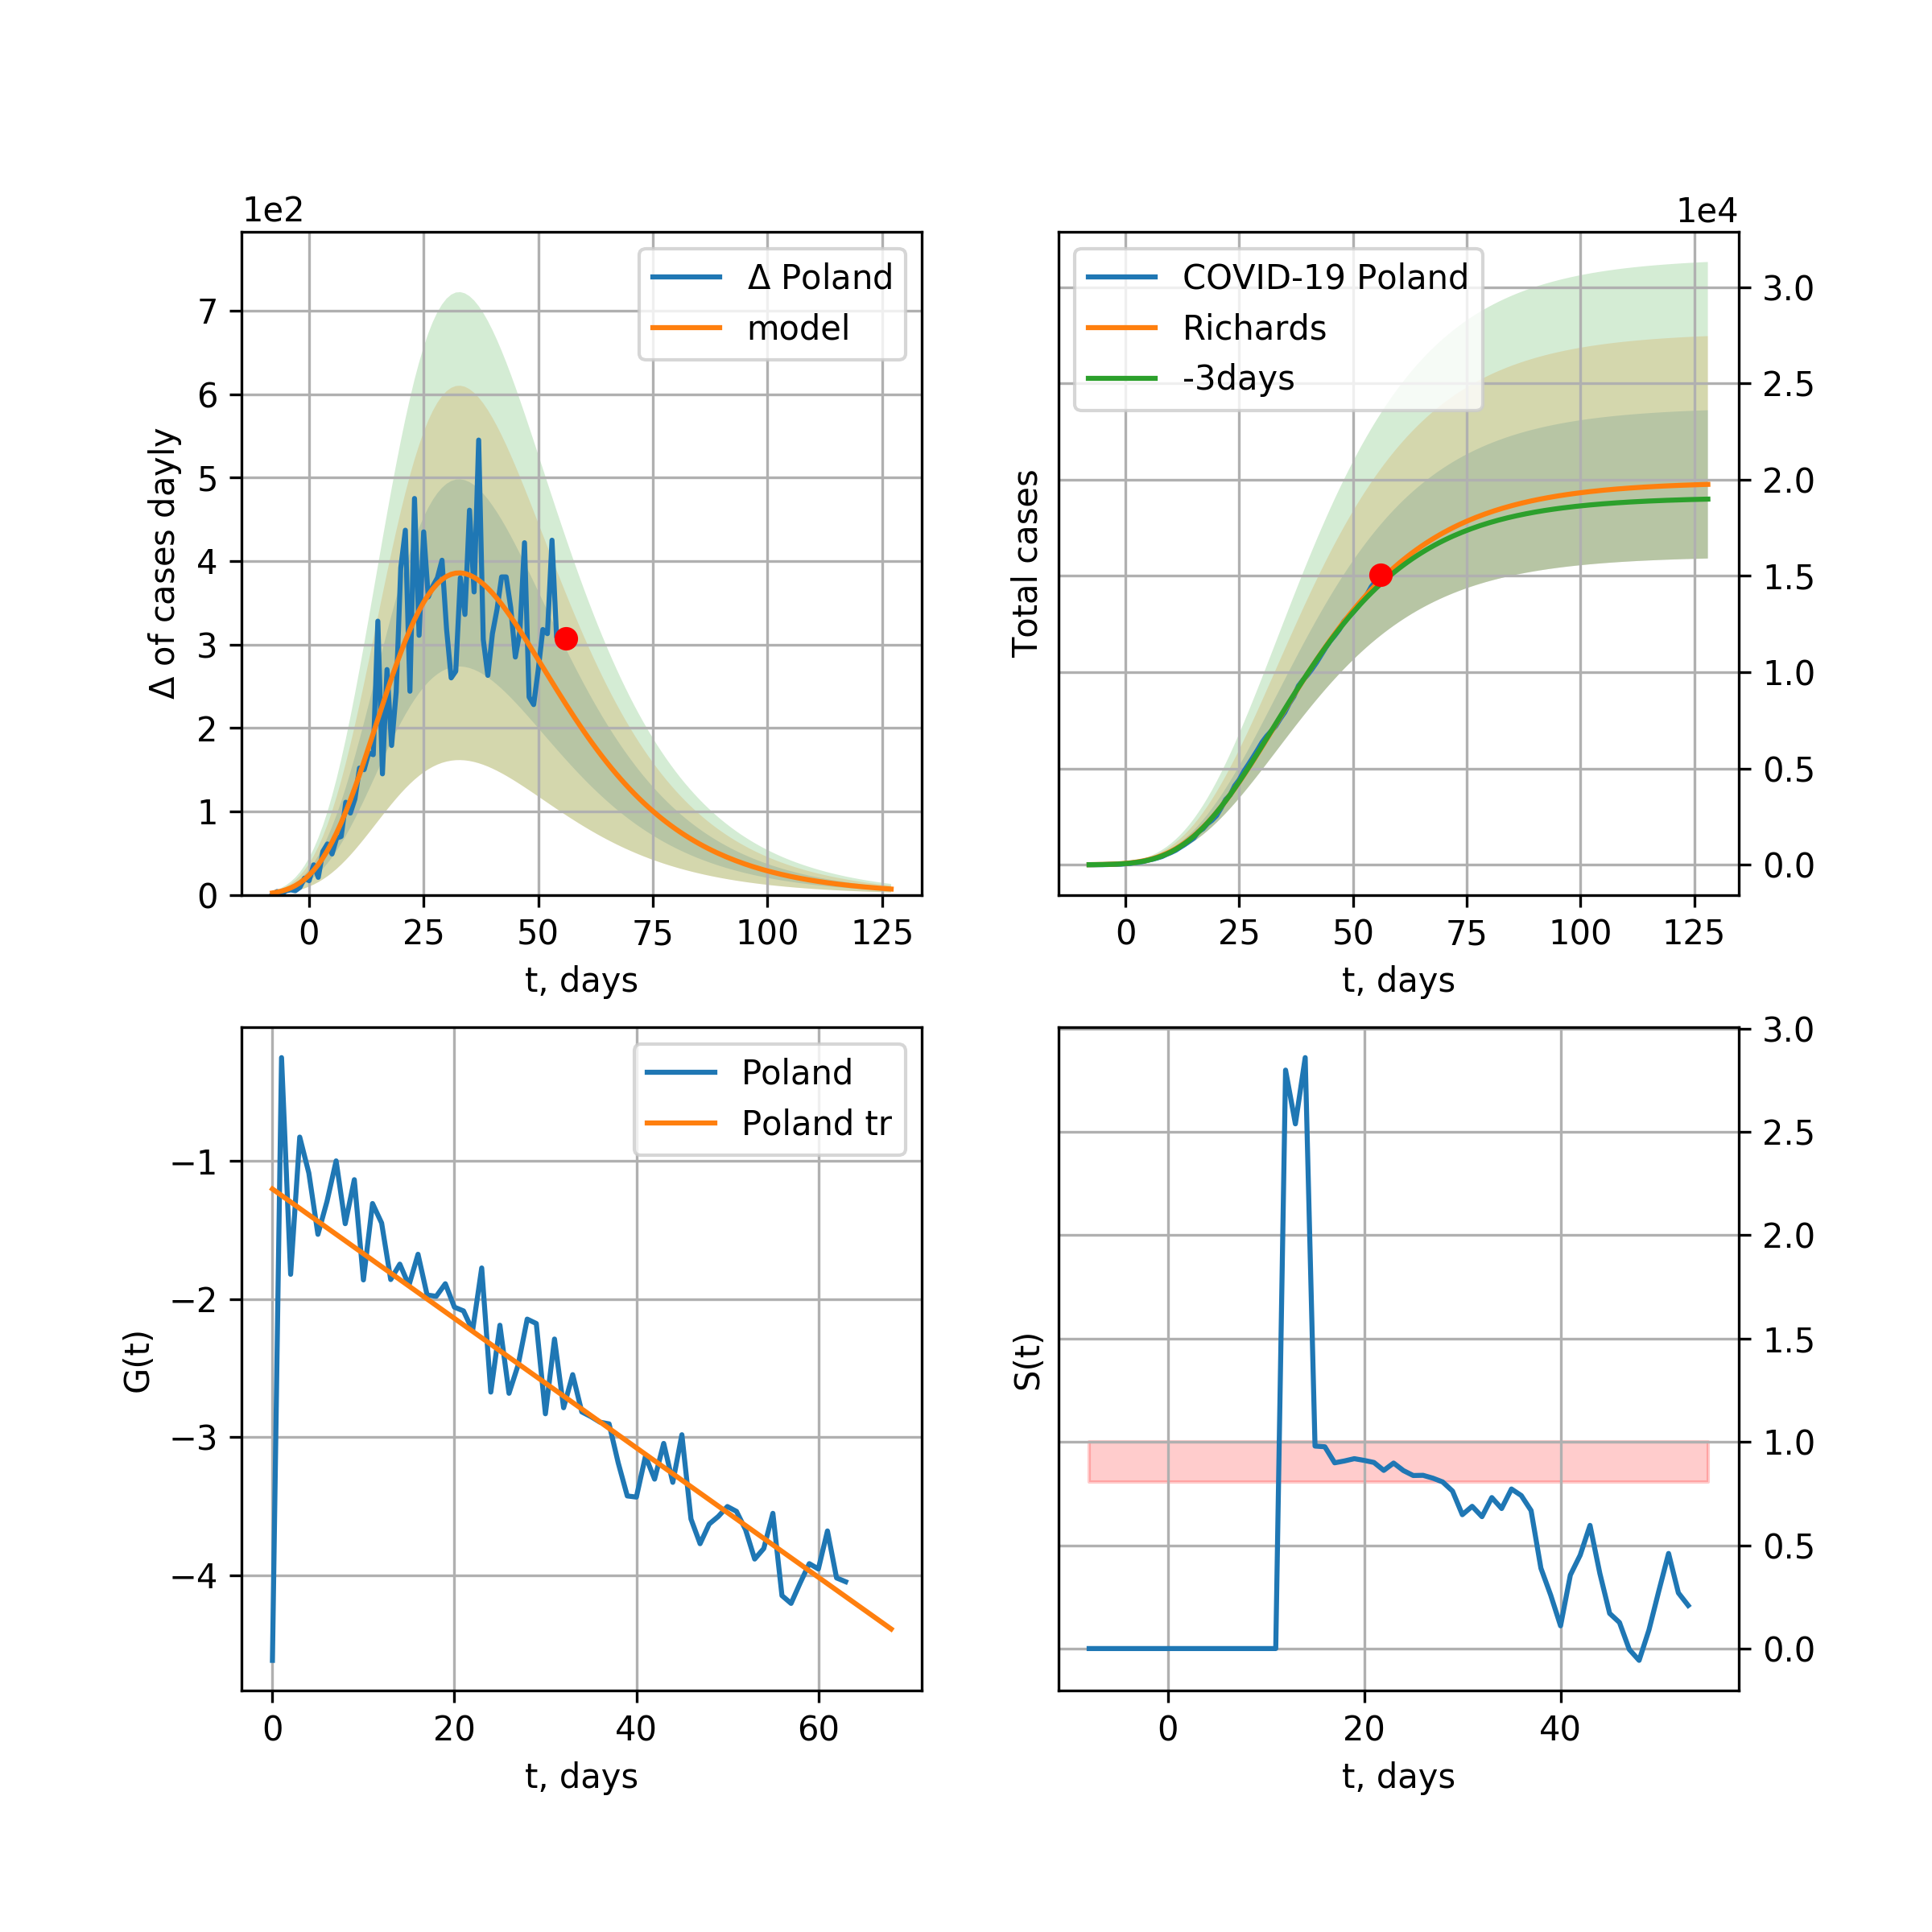 1e2
Δ of cases dayly
7
6
5
4
3
2
1
0
Δ Poland
model
0 25 50 75 100 125
t, days
1e4
Total cases
COVID-19 Poland
Richards
-3days
3.0
2.5
2.0
1.5
1.0
0.5
0.0
0 25 50 75 100 125
t, days
G(t)
−1
−2
−3
−4
Poland
Poland tr
0 20 40 60
t, days
S(t)
3.0
2.5
2.0
1.5
1.0
0.5
0.0
0 20 40
t, days